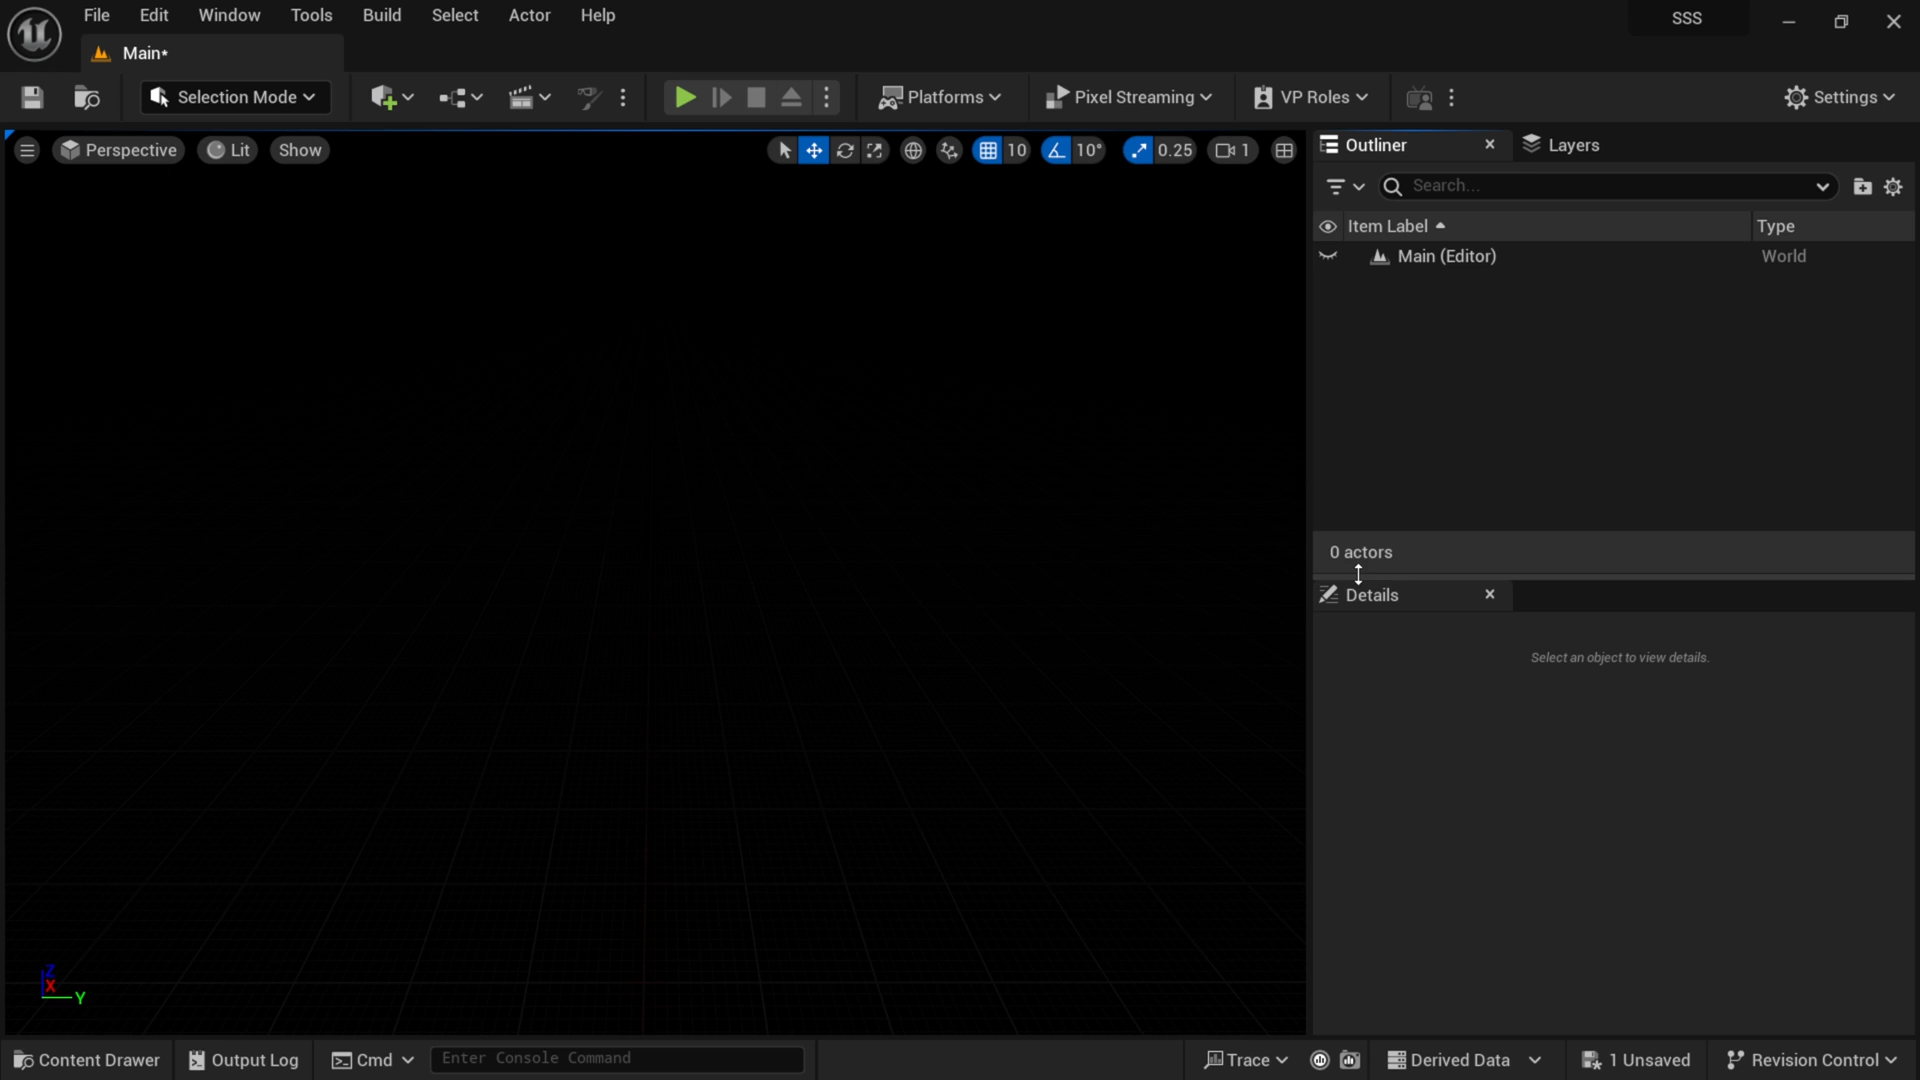 File Edit Window Tools Build Select Actor Help
SSS
Main•
Selection Mode
Platforms
Pixel Streaming
VP Roles
Settings
Perspective
Lit
Show
10
10°
0.25
1
Outliner
Layers
Search...
Item Label
Type
Main (Editor)
World
0 actors
Details
Select an object to view details.
Z
X
Y
Content Drawer
Output Log
Cmd
Enter Console Command
Trace
Derived Data
1 Unsaved
Revision Control